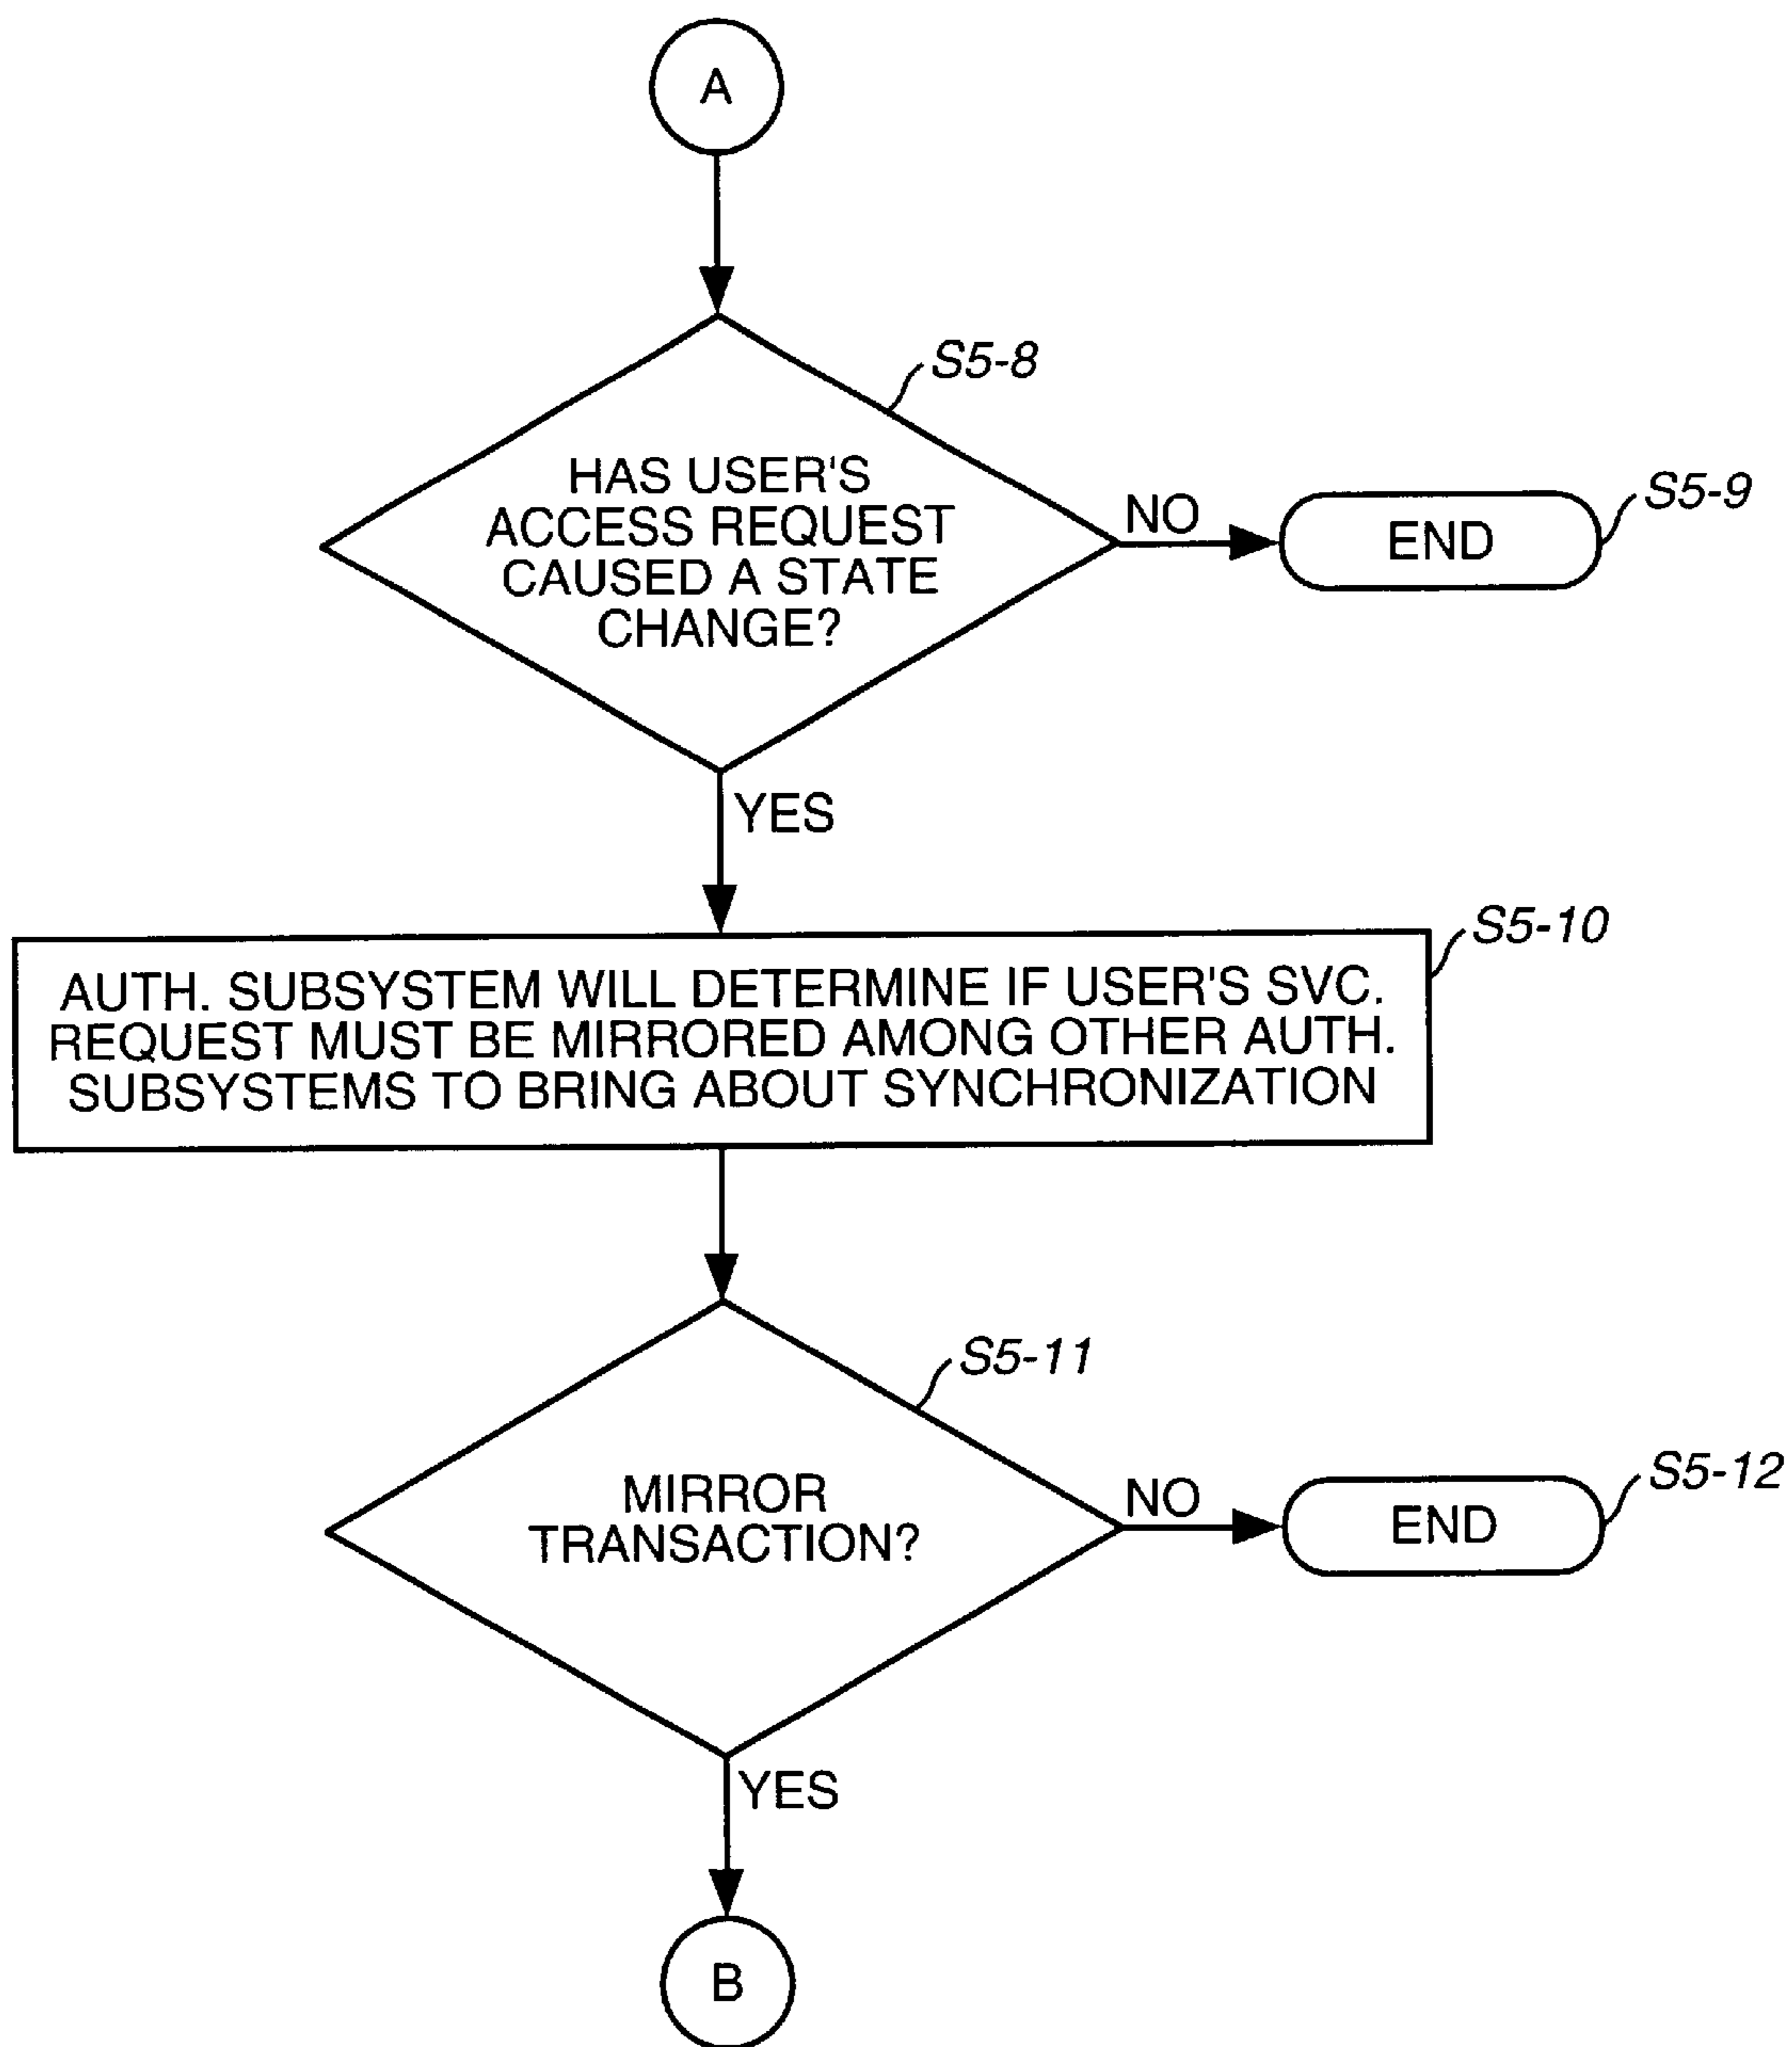 A
S5-8
HAS USER'S
ACCESS REQUEST
CAUSED A STATE
CHANGE?
NO
END
S5-9
YES
S5-10
AUTH. SUBSYSTEM WILL DETERMINE IF USER'S SVC.
REQUEST MUST BE MIRRORED AMONG OTHER AUTH.
SUBSYSTEMS TO BRING ABOUT SYNCHRONIZATION
S5-11
MIRROR
TRANSACTION?
NO
END
S5-12
YES
B